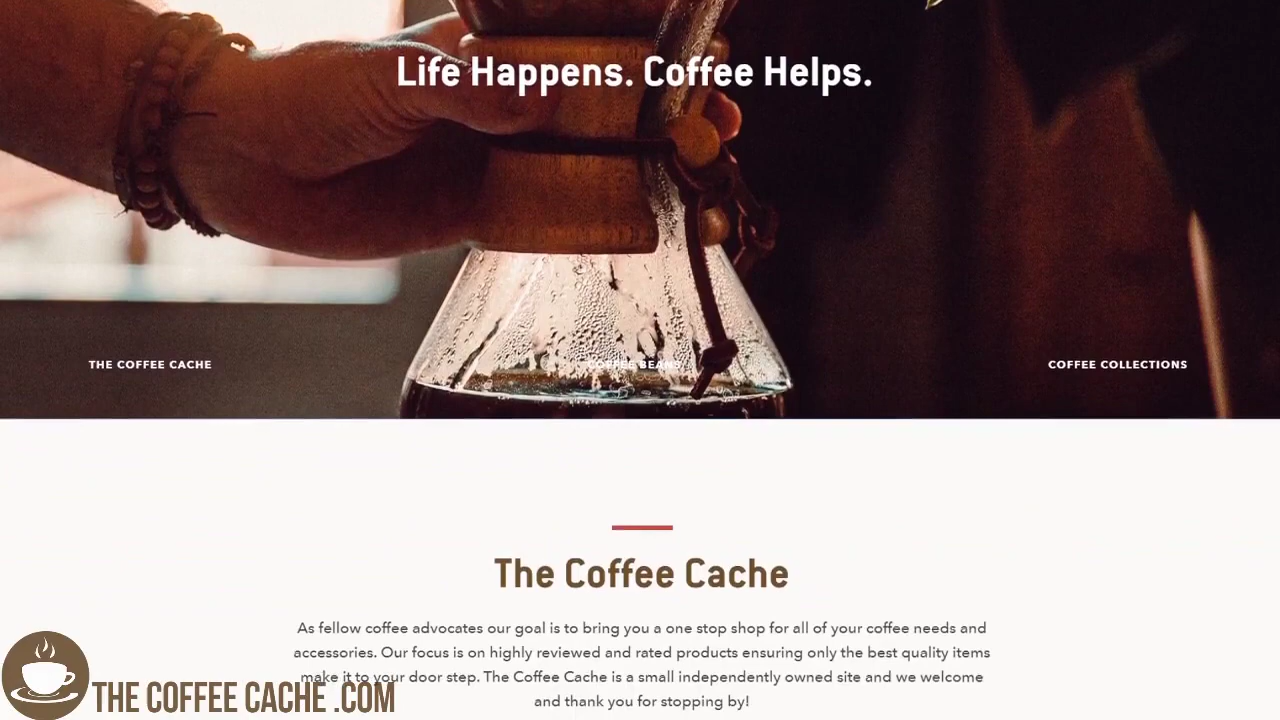 Life Happens. Coffee Helps.
THE COFFEE CACHE
COFFEE BEANS
COFFEE COLLECTIONS
The Coffee Cache
As fellow coffee advocates our goal is to bring you a one stop shop for all of your coffee needs and
accessories. Our focus is on highly reviewed and rated products ensuring only the best quality items
make it to your door step. The Coffee Cache is a small independently owned site and we welcome
and thank you for stopping by!
THE COFFEE CACHE .COM